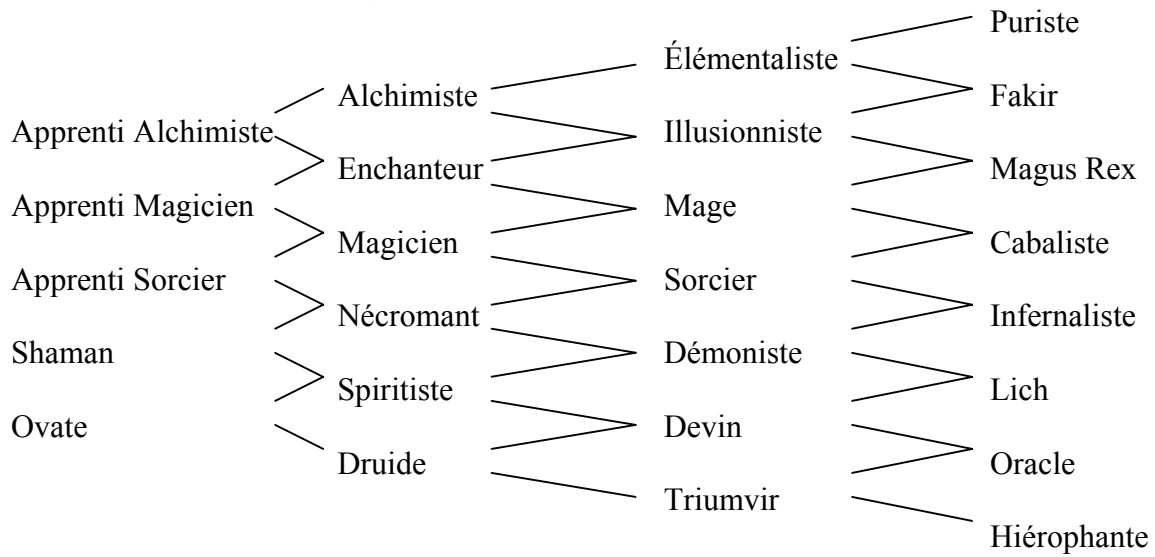 Puriste
Élémentaliste
Alchimiste
Fakir
Apprenti Alchimiste
Illusionniste
Enchanteur
Magus Rex
Apprenti Magicien
Mage
Magicien
Cabaliste
Apprenti Sorcier
Sorcier
Nécromant
Infernaliste
Shaman
Démoniste
Spiritiste
Lich
Ovate
Devin
Druide
Oracle
Triumvir
Hiérophante